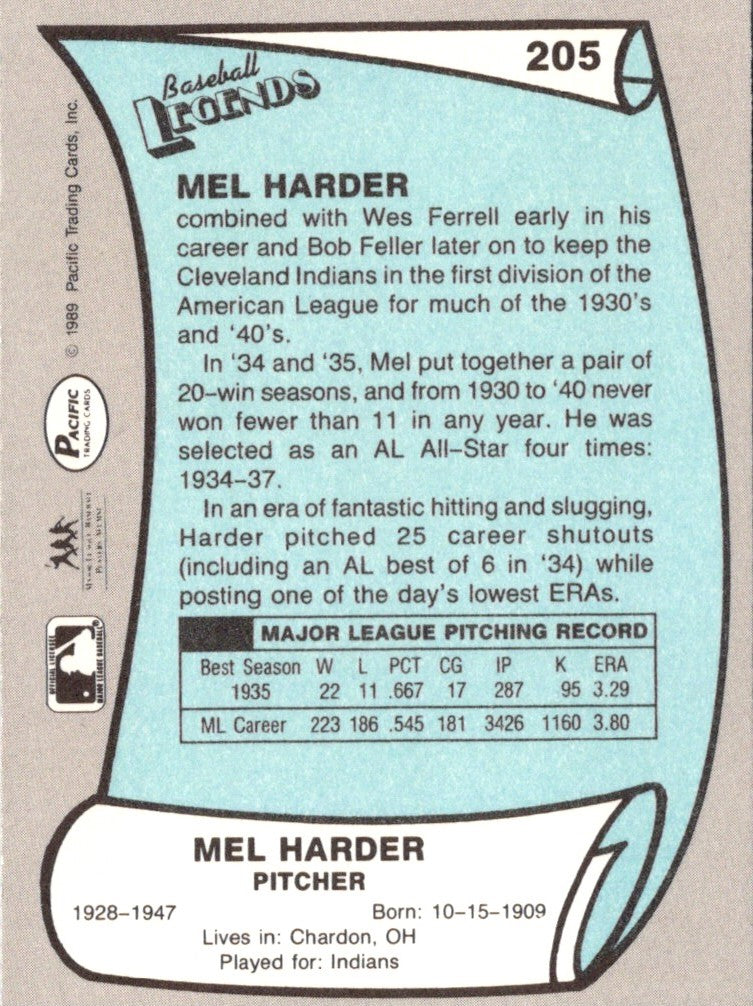 205
Baseball
LEGENDS
MEL HARDER
combined with Wes Ferrell early in his
career and Bob Feller later on to keep the
Cleveland Indians in the first division of the
American League for much of the 1930's
and '40's.
In '34 and '35, Mel put together a pair of
20-win seasons, and from 1930 to '40 never
won fewer than 11 in any year. He was
selected as an AL All-Star four times:
1934-37.
In an era of fantastic hitting and slugging,
Harder pitched 25 career shutouts
(including an AL best of 6 in '34) while
posting one of the day's lowest ERAs.
MAJOR LEAGUE PITCHING RECORD
Best Season W L PCT CG IP K ERA
1935 22 11 .667 17 287 95 3.29
ML Career 223 186 .545 181 3426 1160 3.80
MEL HARDER
PITCHER
1928-1947 Born: 10-15-1909
Lives in: Chardon, OH
Played for: Indians
© 1989 Pacific Trading Cards, Inc.
PACIFIC
TRADING CARDS
OFFICIAL LICENSEE
MAJOR LEAGUE BASEBALL®